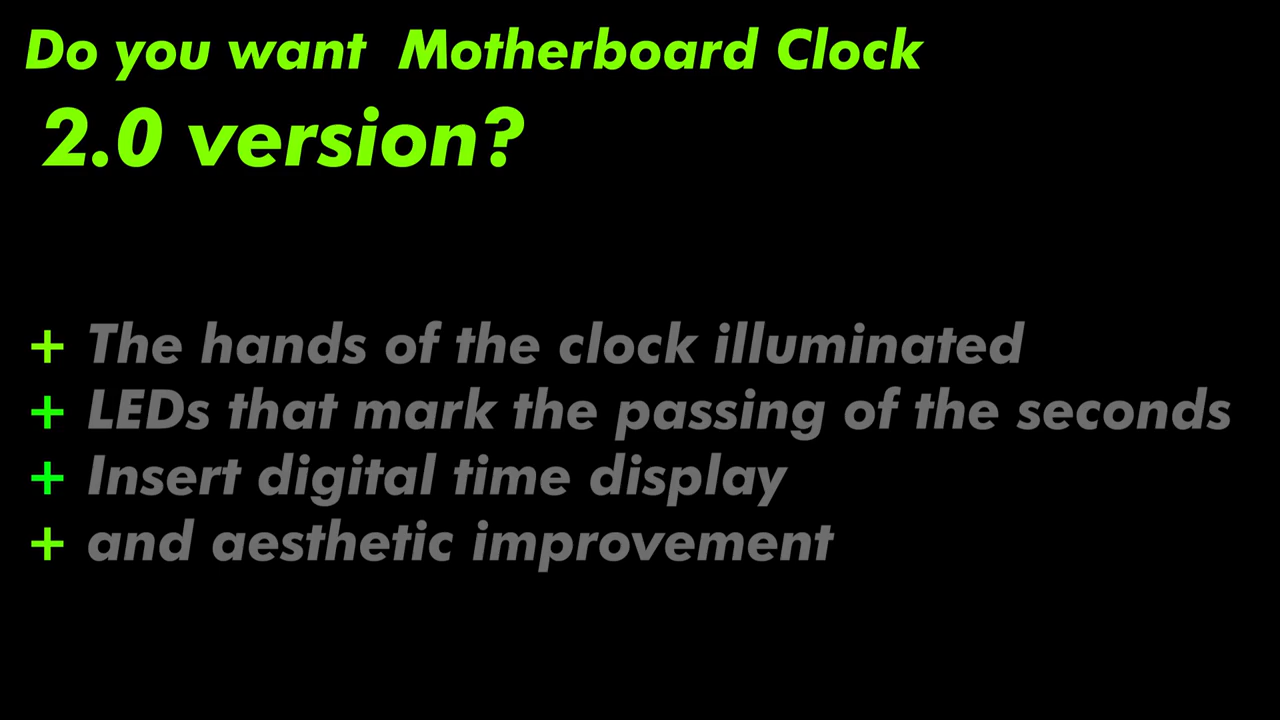 Do you want  Motherboard Clock
2.0 version?
+ The hands of the clock illuminated
+ LEDs that mark the passing of the seconds
+ Insert digital time display
+ and aesthetic improvement